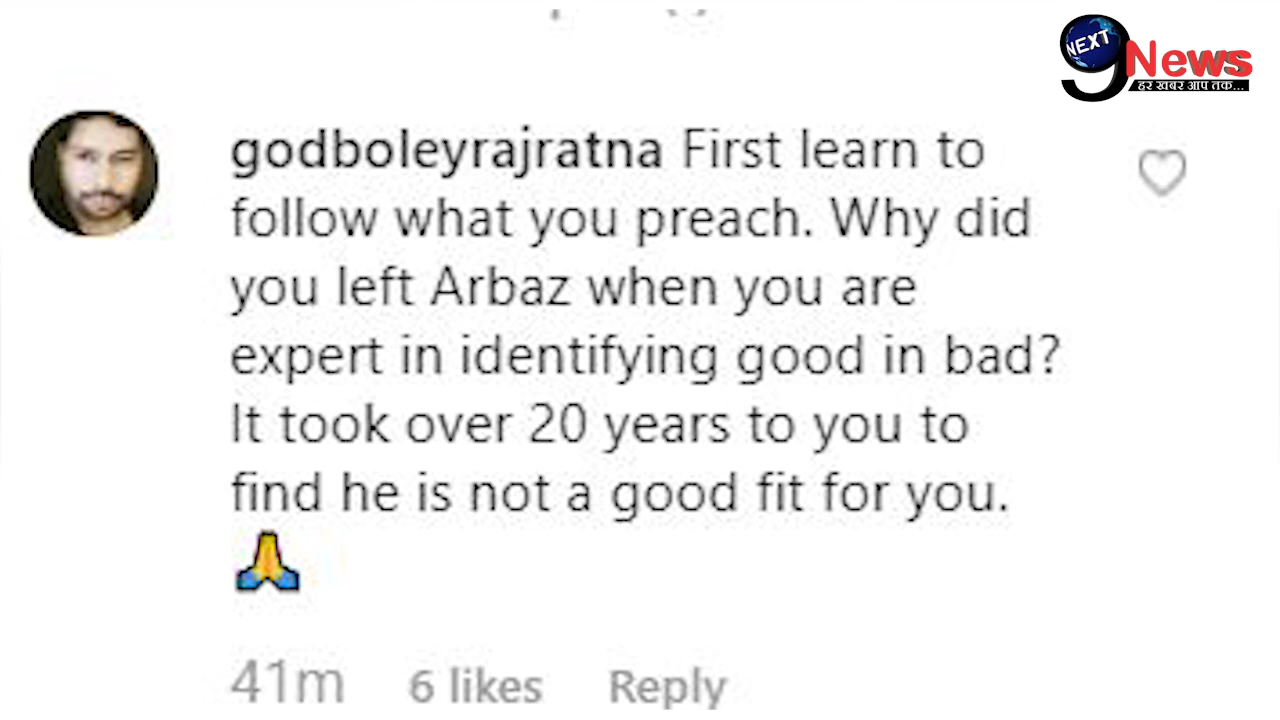 NEXT
9 News
हर खबर आप तक...
godboleyrajratna First learn to
follow what you preach. Why did
you left Arbaz when you are
expert in identifying good in bad?
It took over 20 years to you to
find he is not a good fit for you.
🙏
41m 6 likes Reply